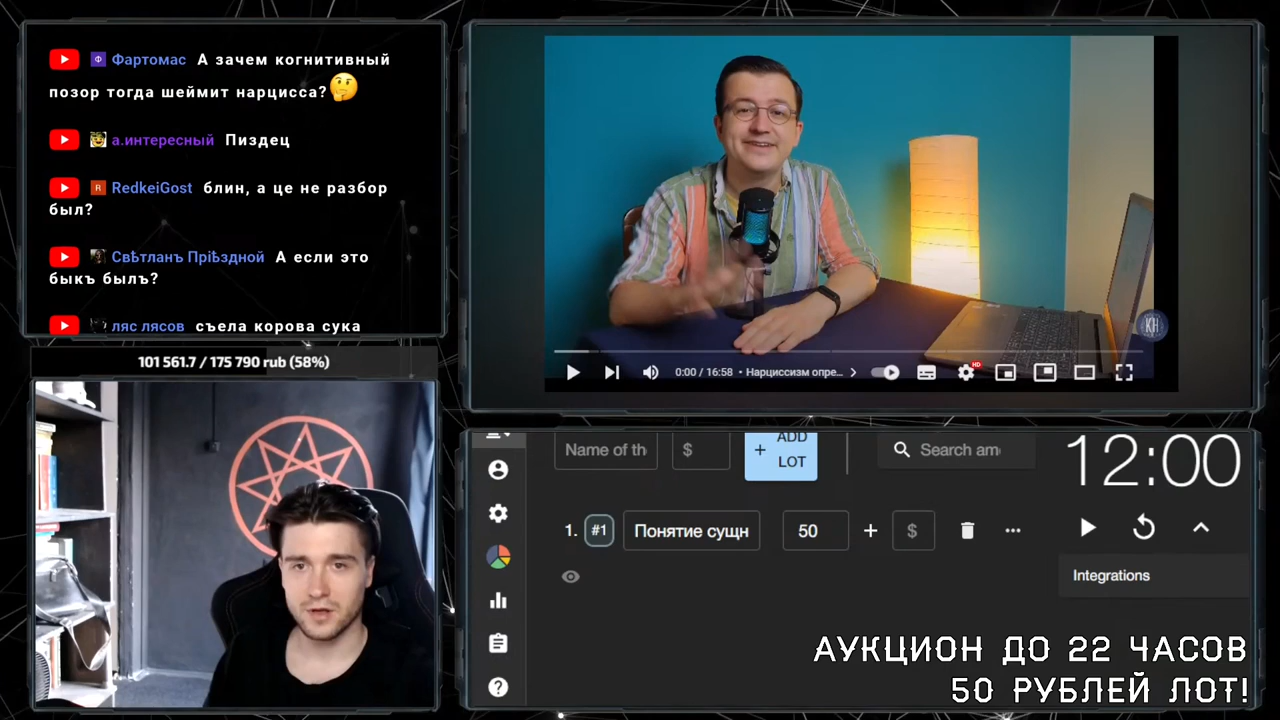 Ф Фартомас А зачем когнитивный
позор тогда шеймит нарцисса?🤔
а.интересный Пиздец
R RedkeiGost блин, а це не разбор
был?
Свѣтланъ Пріѣздной А если это
быкъ былъ?
ляс лясов съела корова сука
101 561.7 / 175 790 rub (58%)
KH
0:00 / 16:58 • Нарциссизм опре...
HD
Name of th
$
+ ADD
LOT
Search am
12:00
1. #1 Понятие сущн 50 + $
Integrations
АУКЦИОН ДО 22 ЧАСОВ
50 РУБЛЕЙ ЛОТ!